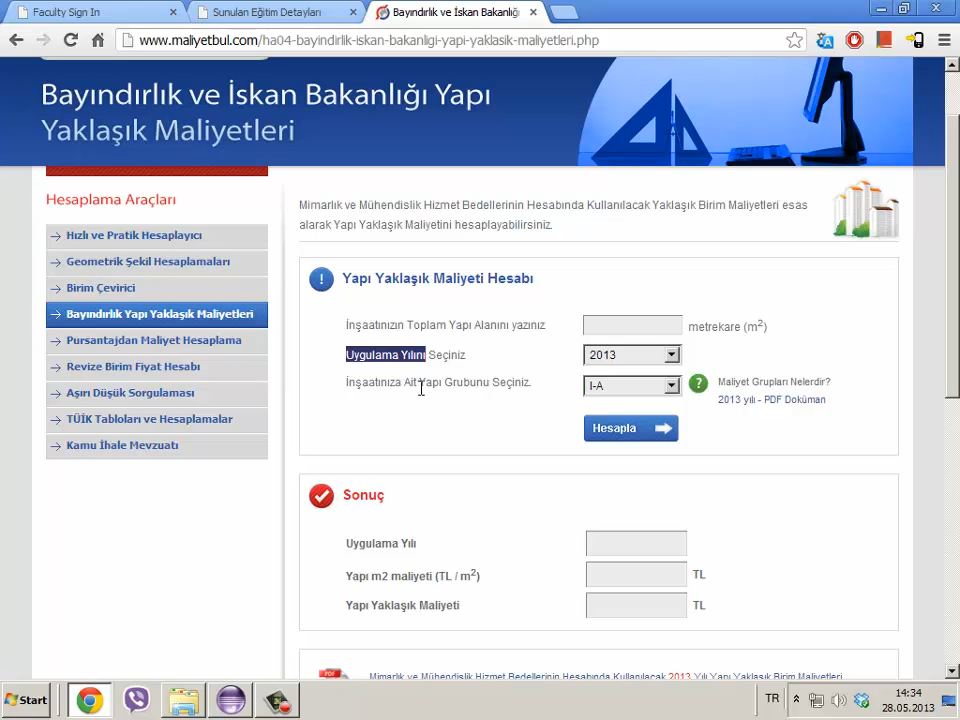 Faculty Sign In
Sunulan Eğitim Detayları
Bayındırlık ve İskan Bakanlığı
www.maliyetbul.com/ha04-bayindirlik-iskan-bakanligi-yapi-yaklasik-maliyetleri.php
Bayındırlık ve İskan Bakanlığı Yapı
Yaklaşık Maliyetleri
Hesaplama Araçları
Hızlı ve Pratik Hesaplayıcı
Geometrik Şekil Hesaplamaları
Birim Çevirici
Bayındırlık Yapı Yaklaşık Maliyetleri
Pursantajdan Maliyet Hesaplama
Revize Birim Fiyat Hesabı
Aşırı Düşük Sorgulaması
TÜİK Tabloları ve Hesaplamalar
Kamu İhale Mevzuatı
Mimarlık ve Mühendislik Hizmet Bedellerinin Hesabında Kullanılacak Yaklaşık Birim Maliyetleri esas
alarak Yapı Yaklaşık Maliyetini hesaplayabilirsiniz.
Yapı Yaklaşık Maliyeti Hesabı
İnşaatınızın Toplam Yapı Alanını yazınız
metrekare (m2)
Uygulama Yılını Seçiniz
2013
İnşaatınıza Ait Yapı Grubunu Seçiniz.
I-A
Maliyet Grupları Nelerdir?
2013 yılı - PDF Doküman
Hesapla
Sonuç
Uygulama Yılı
Yapı m2 maliyeti (TL / m2)
TL
Yapı Yaklaşık Maliyeti
TL
Mimarlık ve Mühendislik Hizmet Bedellerinin Hesabında Kullanılacak 2013 Yılı Yapı Yaklaşık Birim Maliyetleri
Start
TR
14:34
28.05.2013